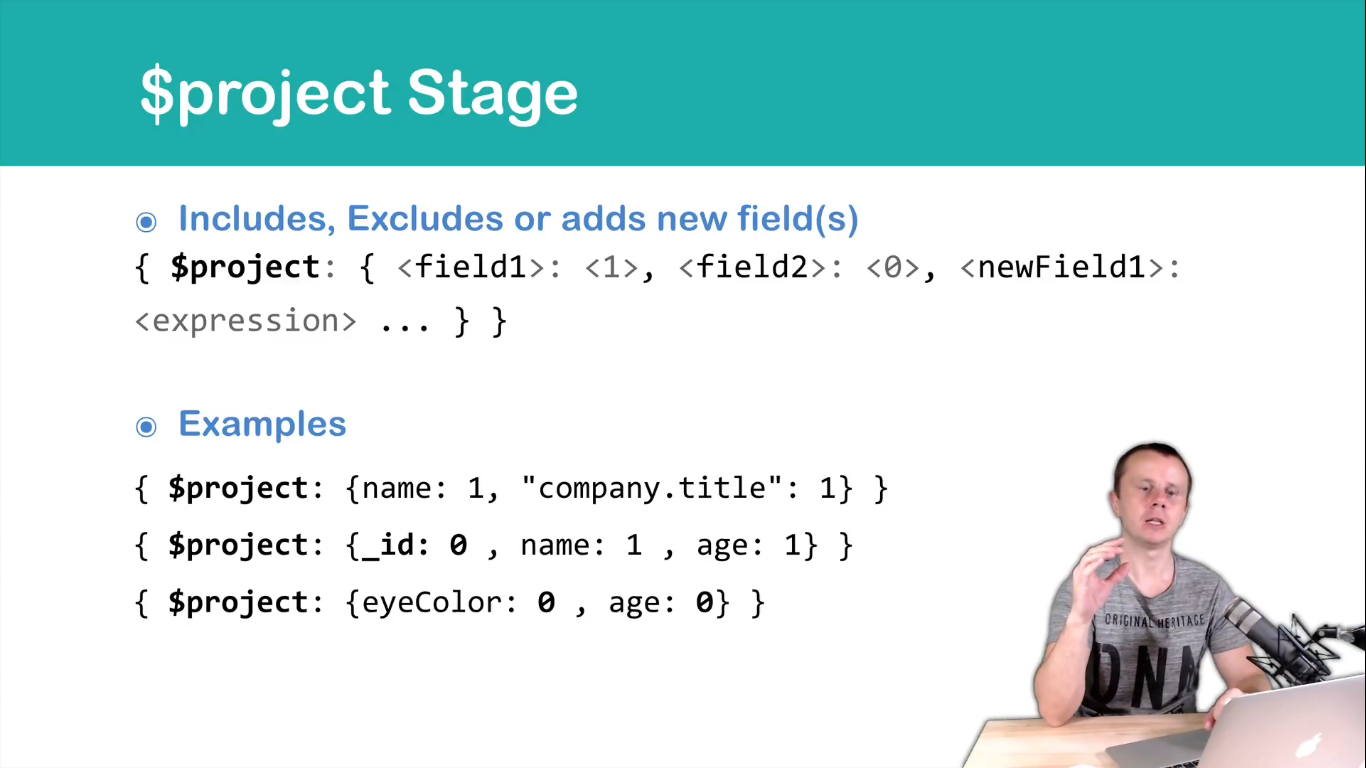 $project Stage
Includes, Excludes or adds new field(s)
{ $project: { <field1>: <1>, <field2>: <0>, <newField1>:
<expression> ... } }
Examples
{ $project: {name: 1, "company.title": 1} }
{ $project: {_id: 0 , name: 1 , age: 1} }
{ $project: {eyeColor: 0 , age: 0} }
ORIGINAL HERITAGE